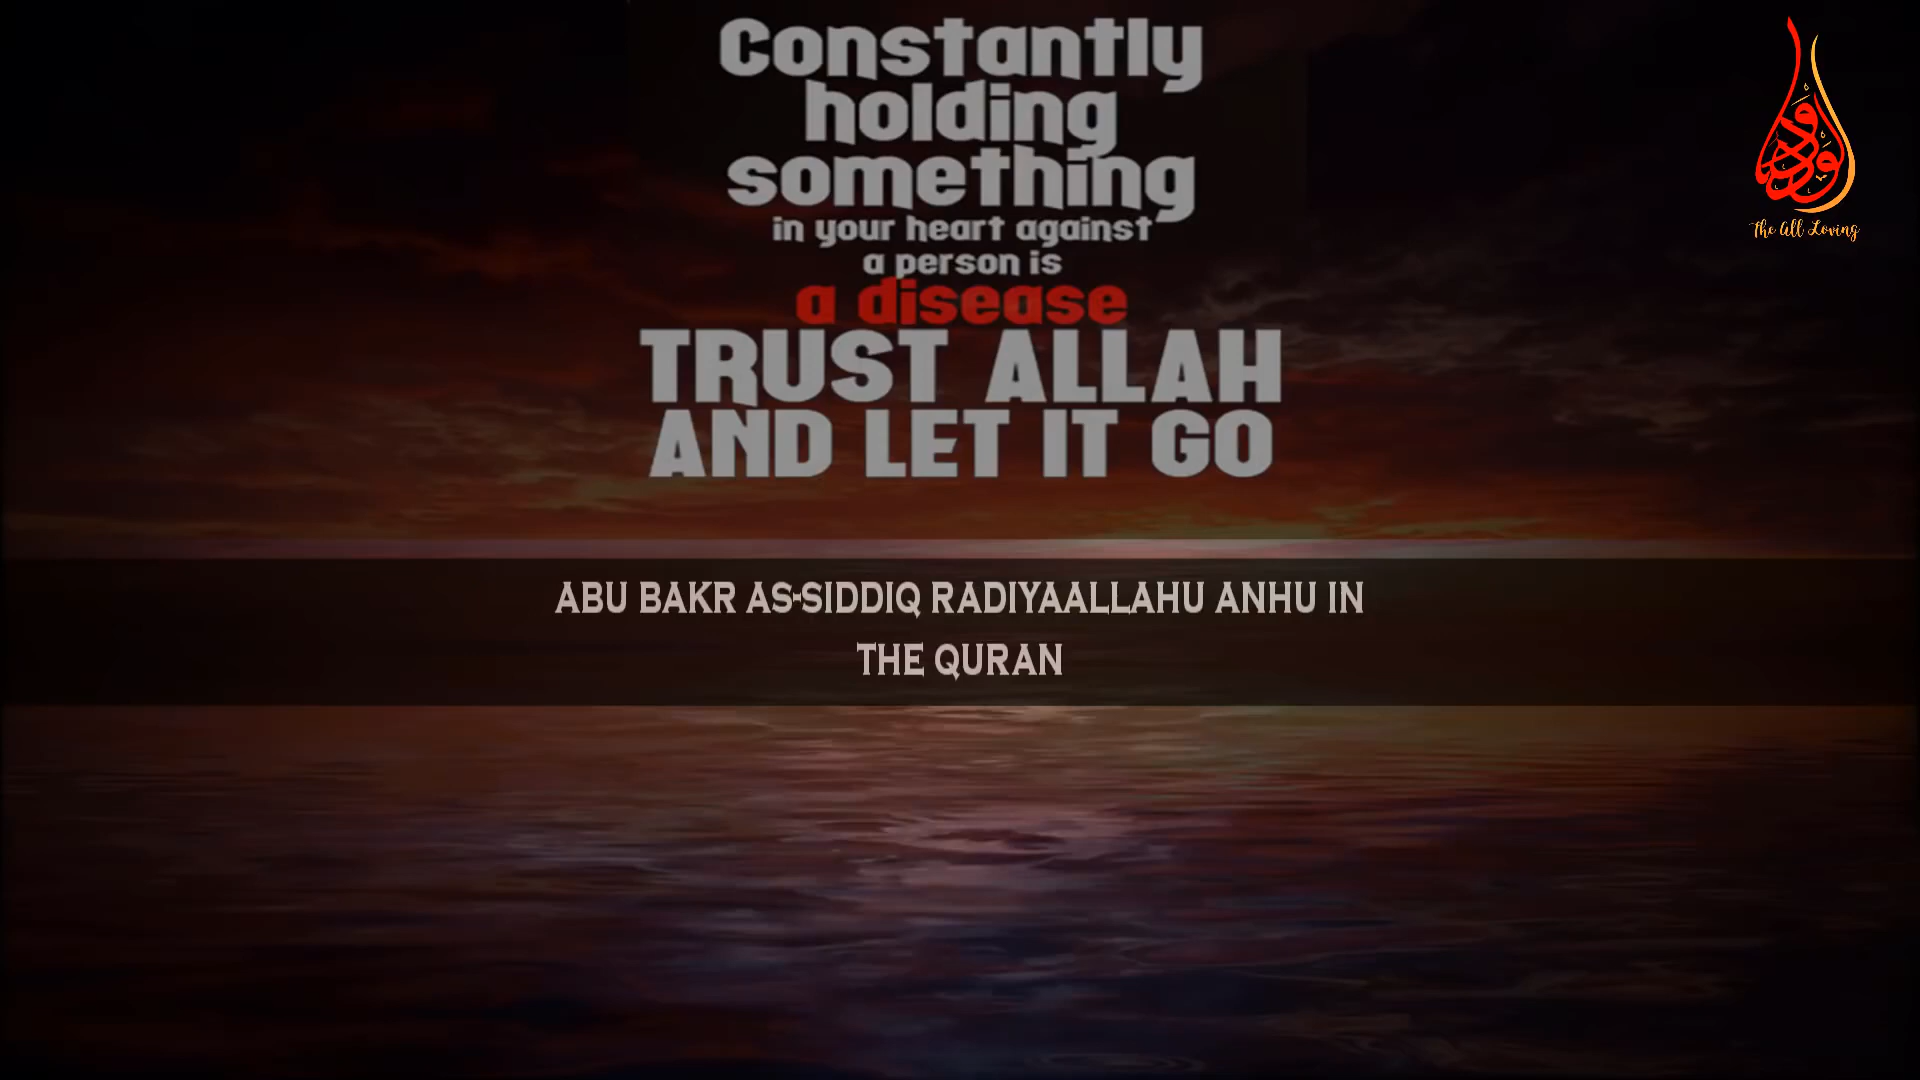 Constantly
holding
something
in your heart against
a person is
a disease
TRUST ALLAH
AND LET IT GO
The All Loving
ABU BAKR AS-SIDDIQ RADIYAALLAHU ANHU IN
THE QURAN